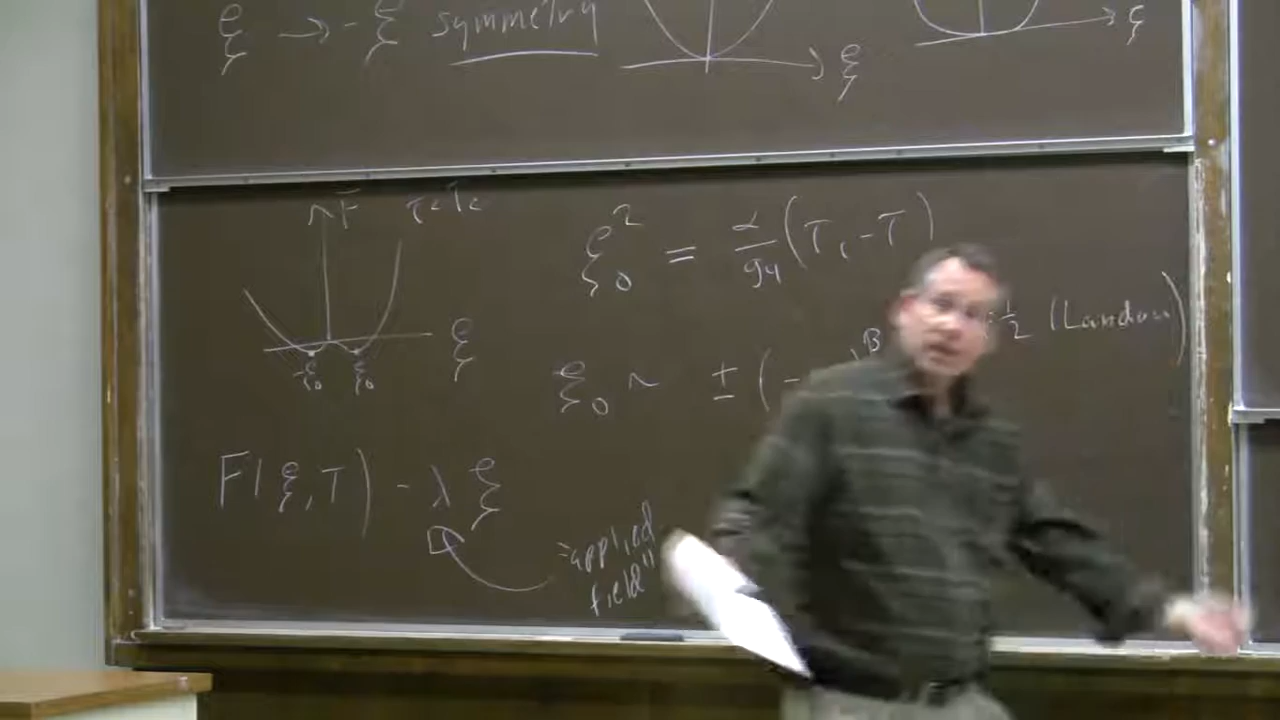 ξ → -ξ symmetry
ξ
ξ
F
T<Tc
ξ
-ξ0 ξ0
ξ0² = α/g4 (Tc - T)
ξ0 ~ ± ( - )^β
1/2 (Landau)
F(ξ,T) - λξ
"applied
field"